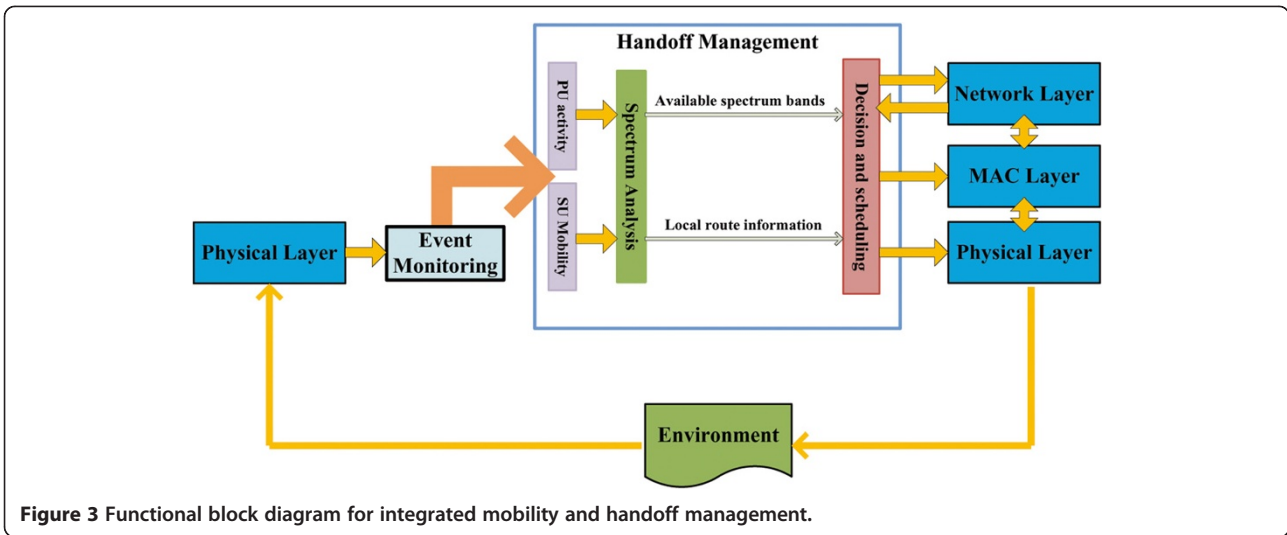 Handoff Management
PU activity
SU Mobility
Spectrum Analysis
Available spectrum bands
Local route information
Decision and scheduling
Network Layer
MAC Layer
Physical Layer
Physical Layer
Event
Monitoring
Environment
Figure 3 Functional block diagram for integrated mobility and handoff management.